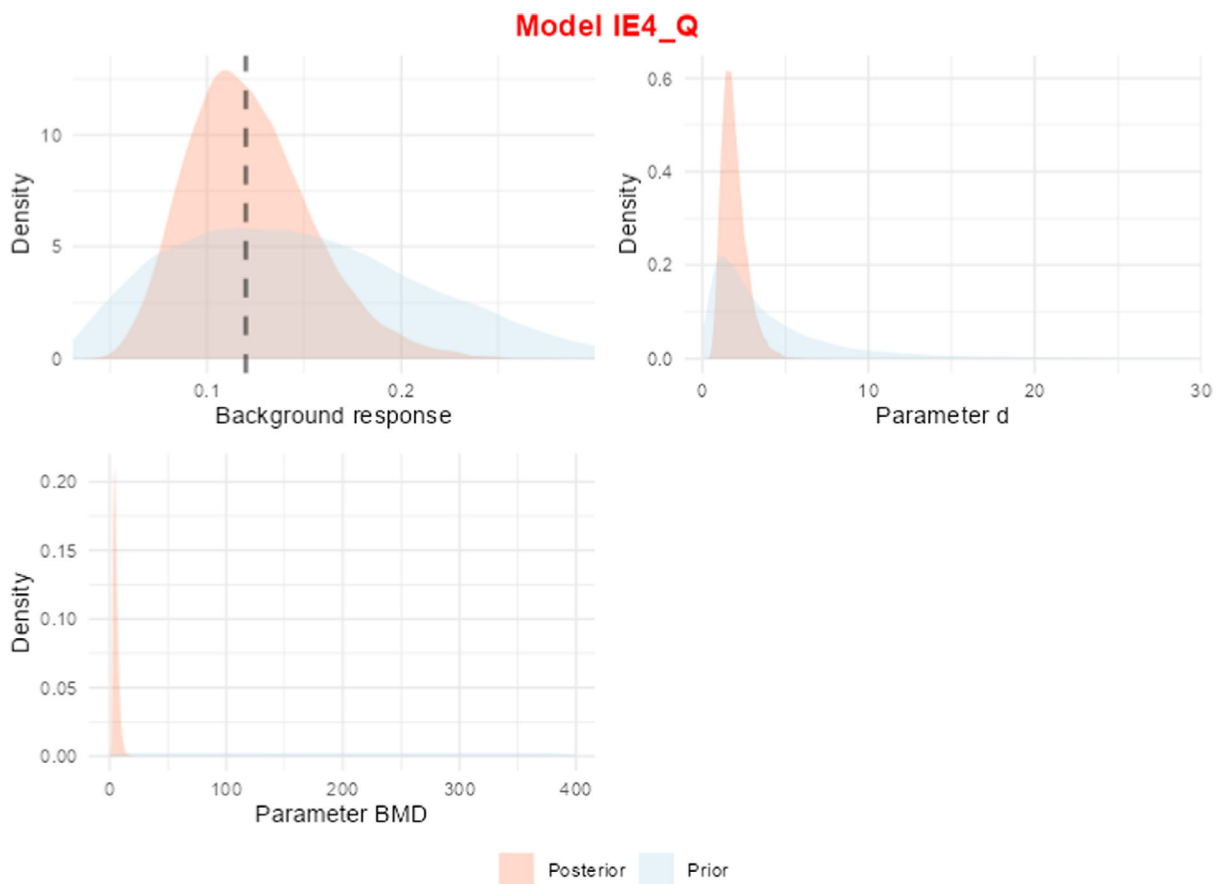 Model IE4_Q
Density
10
5
0
0.1 0.2
Background response
Density
0.6
0.4
0.2
0.0
0 10 20 30
Parameter d
Density
0.20
0.15
0.10
0.05
0.00
0 100 200 300 400
Parameter BMD
Posterior Prior